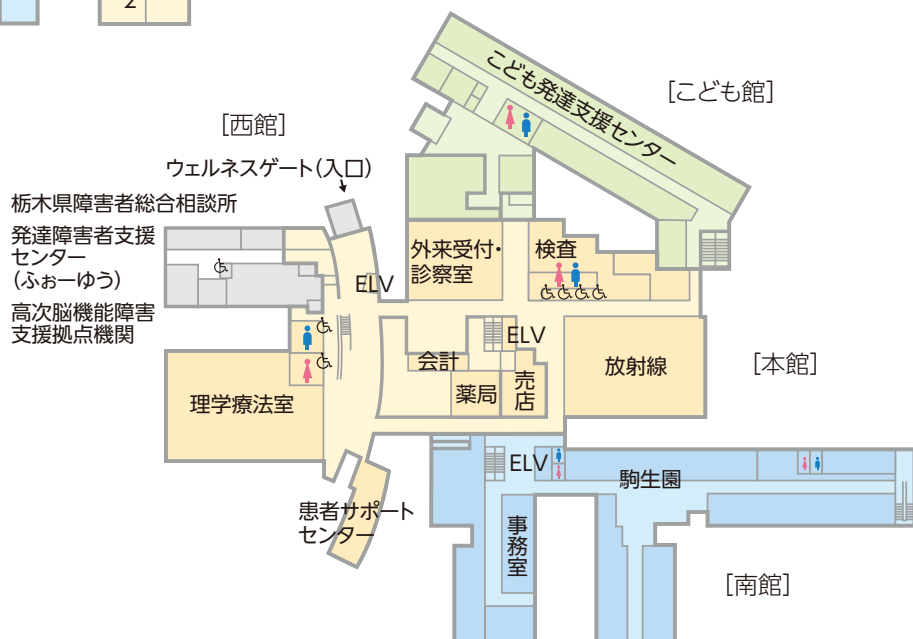 2
こども発達支援センター
[こども館]
[西館]
ウェルネスゲート(入口)
栃木県障害者総合相談所
発達障害者支援
センター
(ふぉーゆう)
高次脳機能障害
支援拠点機関
外来受付・
診察室
検査
ELV
ELV
会計
薬局
売
店
放射線
[本館]
理学療法室
ELV
駒生園
患者サポート
センター
事
務
室
[南館]